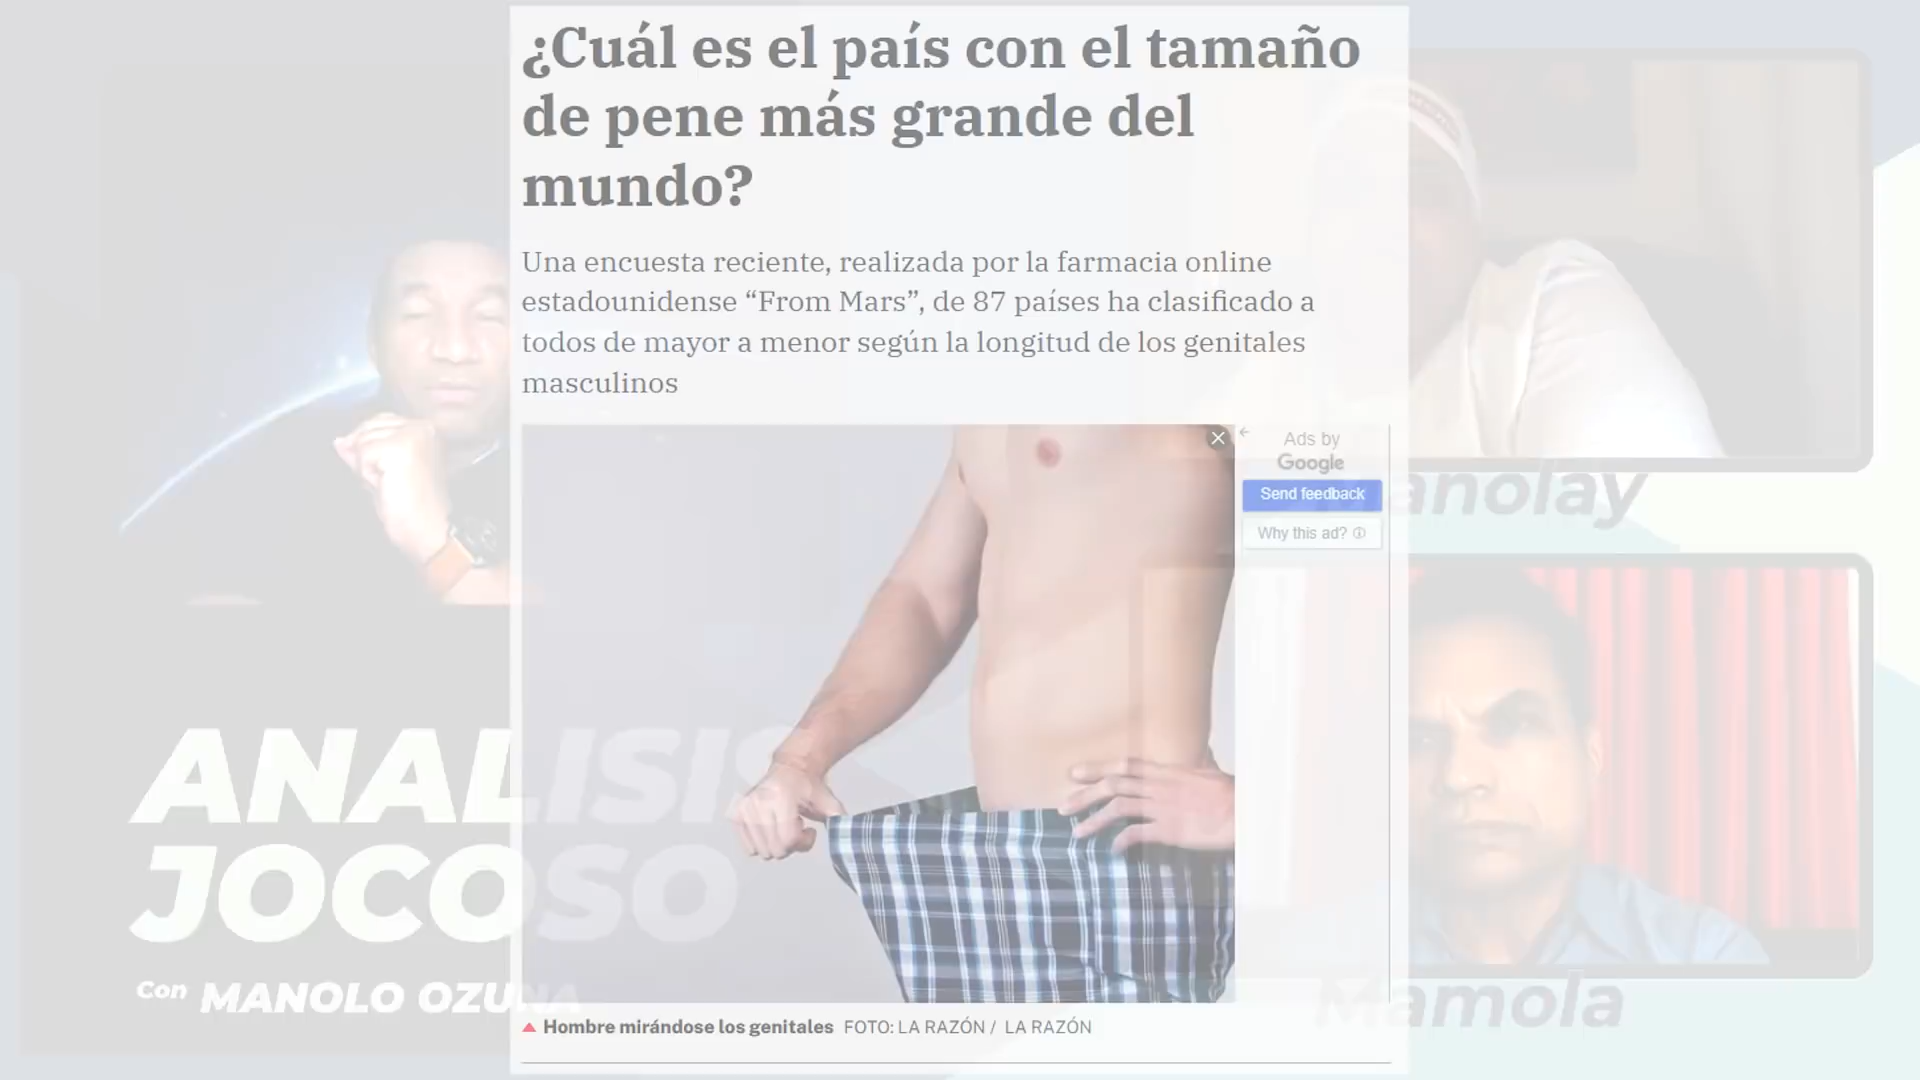 ¿Cuál es el país con el tamaño
de pene más grande del
mundo?
Una encuesta reciente, realizada por la farmacia online
estadounidense “From Mars”, de 87 países ha clasificado a
todos de mayor a menor según la longitud de los genitales
masculinos
Ads by
Google
Send feedback
Why this ad?
Hombre mirándose los genitales FOTO: LA RAZÓN / LA RAZÓN
ANALISIS
JOCOSO
Con MANOLO OZUNA
Manolay
Mamola